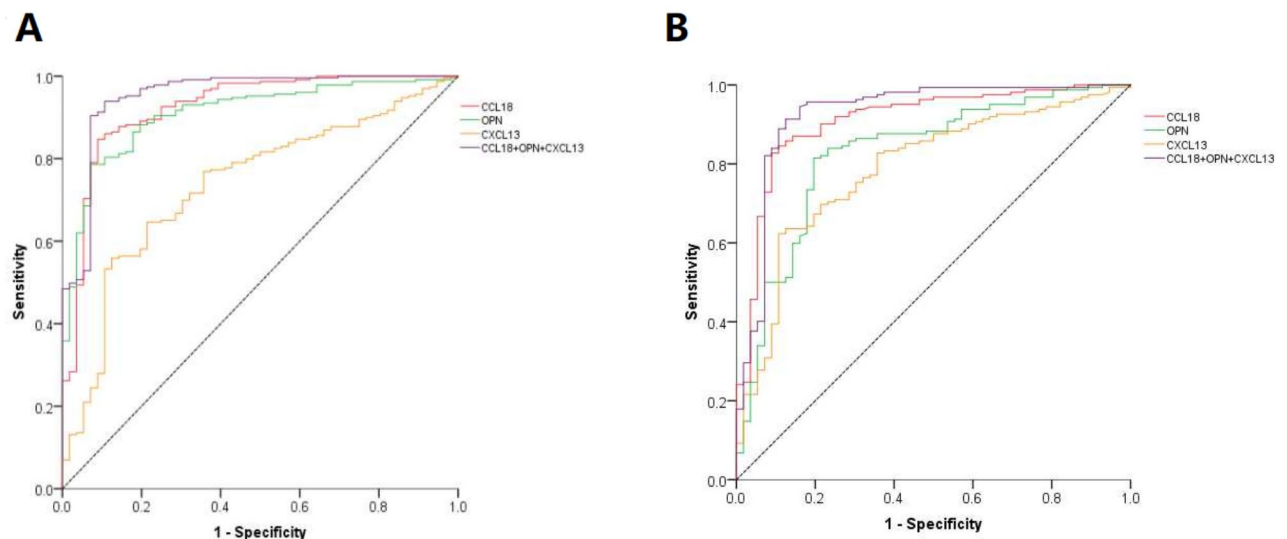 A
1.0
0.8
0.6
0.4
0.2
0.0
Sensitivity
0.0 0.2 0.4 0.6 0.8 1.0
1 - Specificity
CCL18
OPN
CXCL13
CCL18+OPN+CXCL13
B
1.0
0.8
0.6
0.4
0.2
0.0
Sensitivity
0.0 0.2 0.4 0.6 0.8 1.0
1 - Specificity
CCL18
OPN
CXCL13
CCL18+OPN+CXCL13